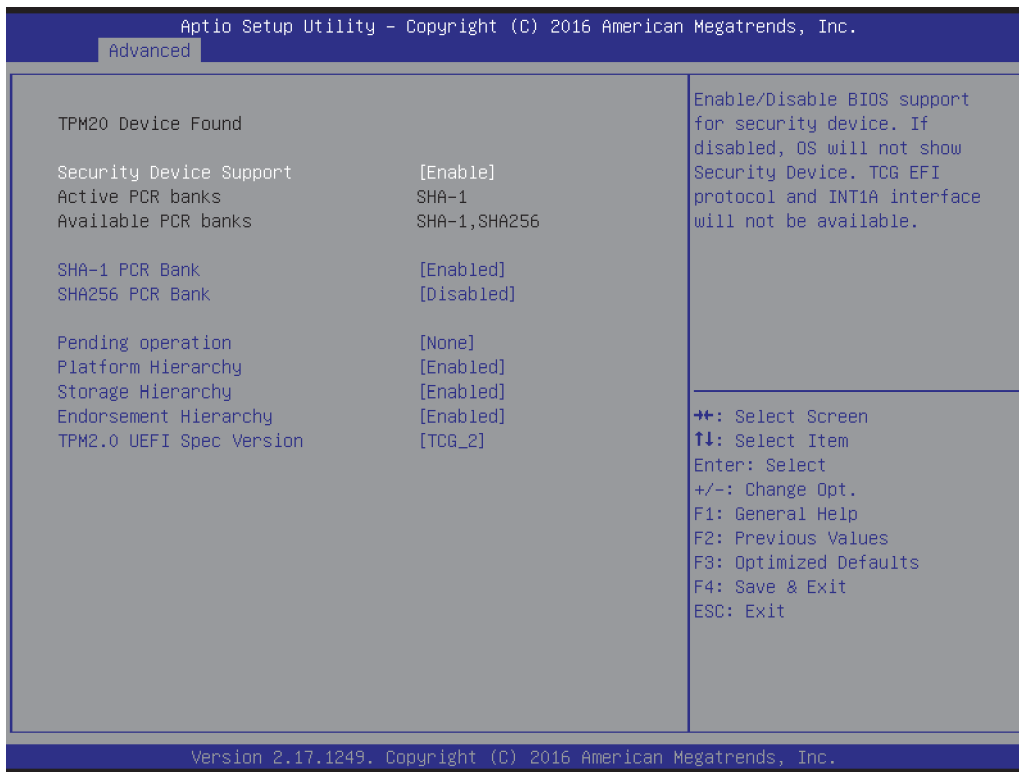 Aptio Setup Utility – Copyright (C) 2016 American Megatrends, Inc.
Advanced
TPM20 Device Found
Security Device Support [Enable]
Active PCR banks SHA-1
Available PCR banks SHA-1,SHA256
SHA-1 PCR Bank [Enabled]
SHA256 PCR Bank [Disabled]
Pending operation [None]
Platform Hierarchy [Enabled]
Storage Hierarchy [Enabled]
Endorsement Hierarchy [Enabled]
TPM2.0 UEFI Spec Version [TCG_2]
Enable/Disable BIOS support
for security device. If
disabled, OS will not show
Security Device. TCG EFI
protocol and INT1A interface
will not be available.
→←: Select Screen
↑↓: Select Item
Enter: Select
+/-: Change Opt.
F1: General Help
F2: Previous Values
F3: Optimized Defaults
F4: Save & Exit
ESC: Exit
Version 2.17.1249. Copyright (C) 2016 American Megatrends, Inc.